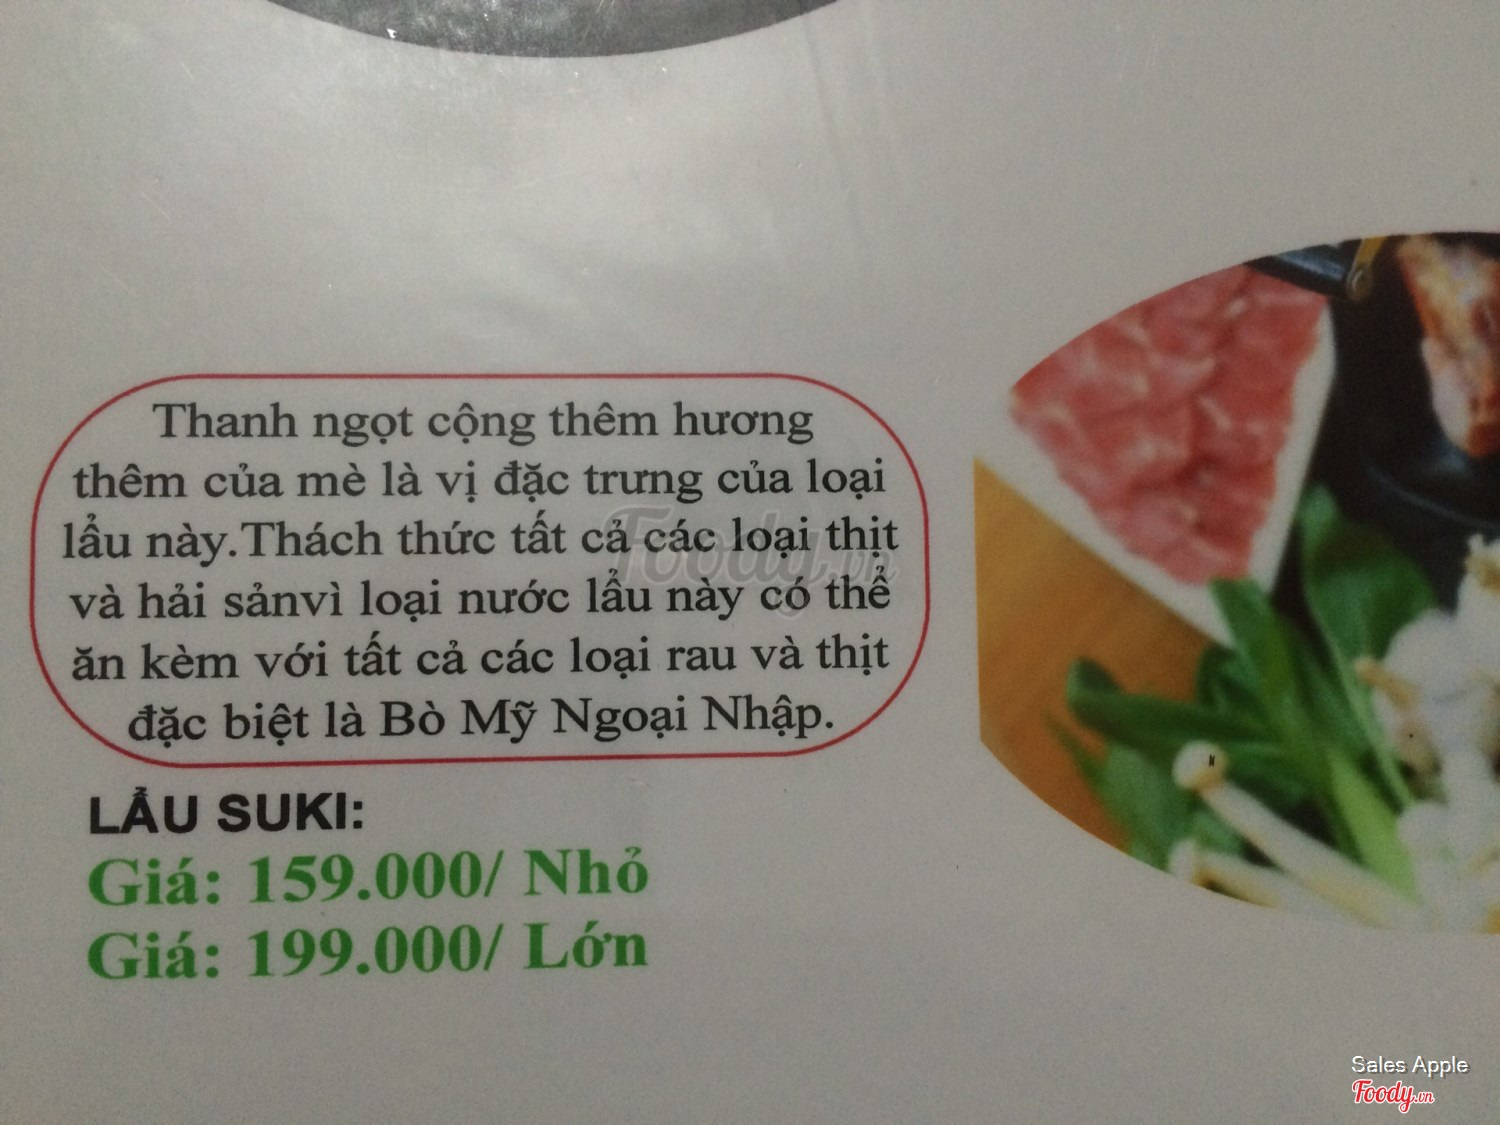 Thanh ngọt cộng thêm hương
thêm của mè là vị đặc trưng của loại
lẩu này.Thách thức tất cả các loại thịt
và hải sảnvì loại nước lẩu này có thể
ăn kèm với tất cả các loại rau và thịt
đặc biệt là Bò Mỹ Ngoại Nhập.
LẨU SUKI:
Giá: 159.000/ Nhỏ
Giá: 199.000/ Lớn
Foody.vn
Sales Apple
Foody.vn